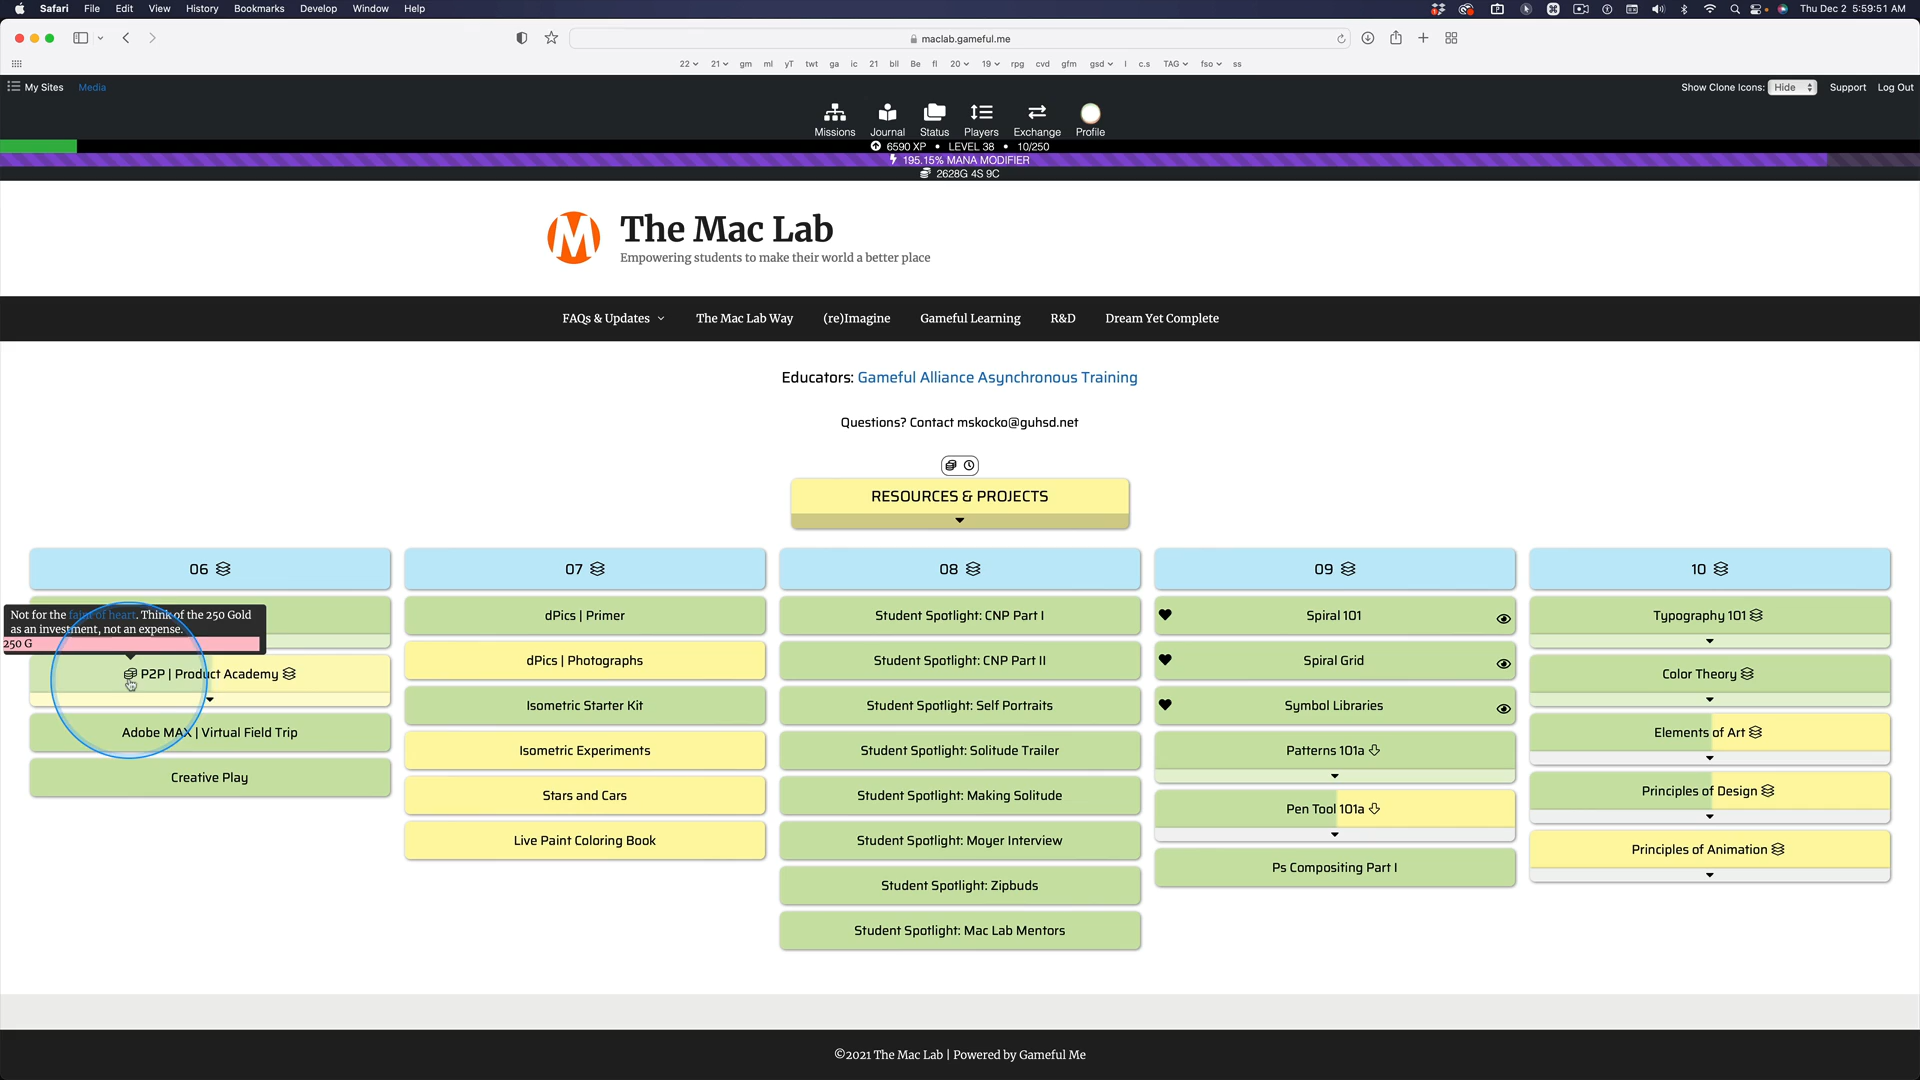 Safari File Edit View History Bookmarks Develop Window Help
Thu Dec 2 5:59:51 AM
maclab.gameful.me
22 21 gm ml yT twt ga ic 21 bll Be fl 20 19 rpg cvd gfm gsd l c.s TAG fso ss
My Sites Media
Show Clone Icons: Hide Support Log Out
Missions Journal Status Players Exchange Profile
6590 XP • LEVEL 38 • 10/250
195.15% MANA MODIFIER
2628G 4S 9C
M
The Mac Lab
Empowering students to make their world a better place
FAQs & Updates The Mac Lab Way (re)Imagine Gameful Learning R&D Dream Yet Complete
Educators: Gameful Alliance Asynchronous Training
Questions? Contact mskocko@guhsd.net
RESOURCES & PROJECTS
06
Not for the faint of heart. Think of the 250 Gold
as an investment, not an expense.
250 G
P2P | Product Academy
Adobe MAX | Virtual Field Trip
Creative Play
07
dPics | Primer
dPics | Photographs
Isometric Starter Kit
Isometric Experiments
Stars and Cars
Live Paint Coloring Book
08
Student Spotlight: CNP Part I
Student Spotlight: CNP Part II
Student Spotlight: Self Portraits
Student Spotlight: Solitude Trailer
Student Spotlight: Making Solitude
Student Spotlight: Moyer Interview
Student Spotlight: Zipbuds
Student Spotlight: Mac Lab Mentors
09
Spiral 101
Spiral Grid
Symbol Libraries
Patterns 101a
Pen Tool 101a
Ps Compositing Part I
10
Typography 101
Color Theory
Elements of Art
Principles of Design
Principles of Animation
©2021 The Mac Lab | Powered by Gameful Me